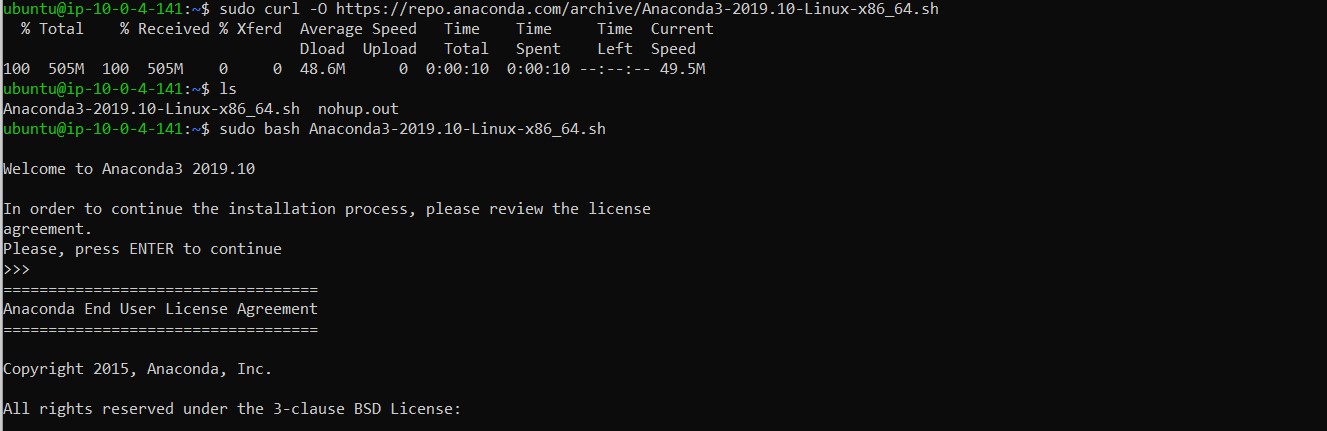 ubuntu@ip-10-0-4-141:~$ sudo curl -O https://repo.anaconda.com/archive/Anaconda3-2019.10-Linux-x86_64.sh
  % Total    % Received % Xferd  Average Speed   Time    Time     Time  Current
                                 Dload  Upload   Total   Spent    Left  Speed
100  505M  100  505M    0     0  48.6M      0  0:00:10  0:00:10 --:--:-- 49.5M
ubuntu@ip-10-0-4-141:~$ ls
Anaconda3-2019.10-Linux-x86_64.sh  nohup.out
ubuntu@ip-10-0-4-141:~$ sudo bash Anaconda3-2019.10-Linux-x86_64.sh
Welcome to Anaconda3 2019.10
In order to continue the installation process, please review the license
agreement.
Please, press ENTER to continue
>>>
===================================
Anaconda End User License Agreement
===================================
Copyright 2015, Anaconda, Inc.
All rights reserved under the 3-clause BSD License: